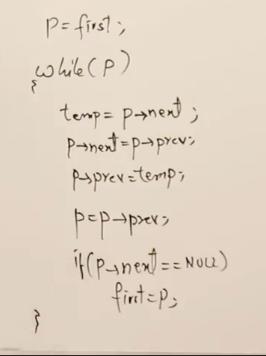 P=first;
while(P)
{
temp=p→next;
p→next=p→prev;
p→prev=temp;
p=p→prev;
if(p→next==NULL)
first=p;
}